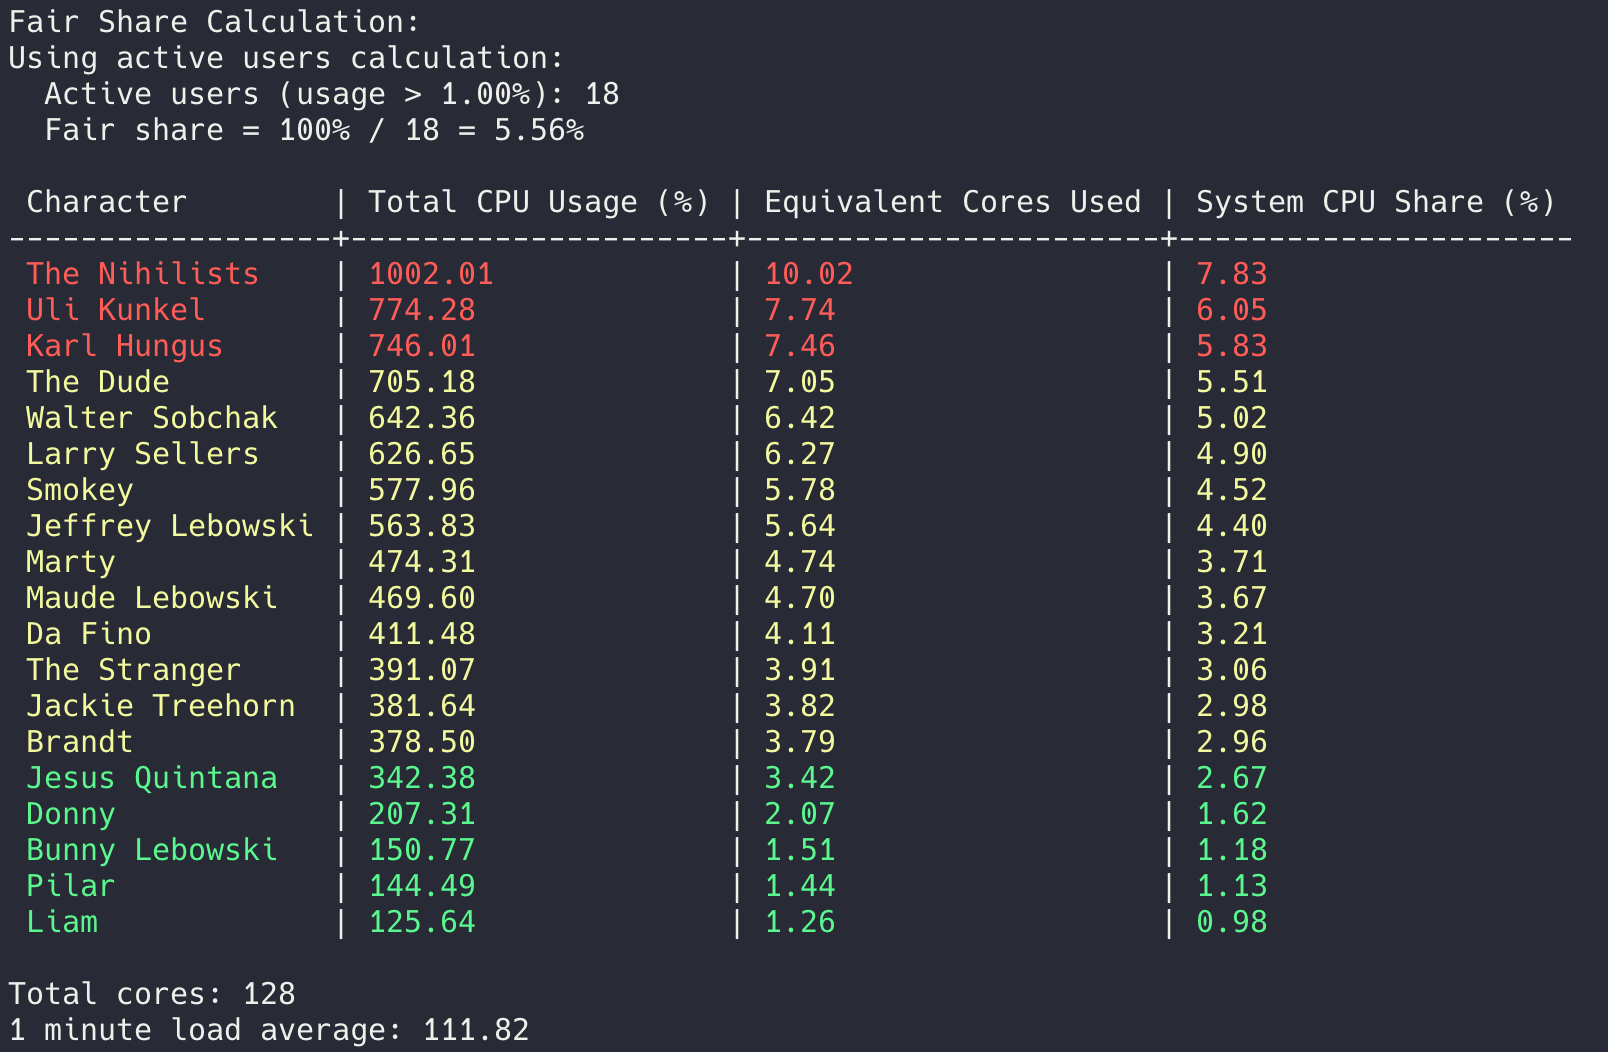 Fair Share Calculation:
Using active users calculation:
  Active users (usage > 1.00%): 18
  Fair share = 100% / 18 = 5.56%

 Character        | Total CPU Usage (%) | Equivalent Cores Used | System CPU Share (%)
------------------+---------------------+-----------------------+----------------------
 The Nihilists    | 1002.01             | 10.02                 | 7.83
 Uli Kunkel       | 774.28              | 7.74                  | 6.05
 Karl Hungus      | 746.01              | 7.46                  | 5.83
 The Dude         | 705.18              | 7.05                  | 5.51
 Walter Sobchak   | 642.36              | 6.42                  | 5.02
 Larry Sellers    | 626.65              | 6.27                  | 4.90
 Smokey           | 577.96              | 5.78                  | 4.52
 Jeffrey Lebowski | 563.83              | 5.64                  | 4.40
 Marty            | 474.31              | 4.74                  | 3.71
 Maude Lebowski   | 469.60              | 4.70                  | 3.67
 Da Fino          | 411.48              | 4.11                  | 3.21
 The Stranger     | 391.07              | 3.91                  | 3.06
 Jackie Treehorn  | 381.64              | 3.82                  | 2.98
 Brandt           | 378.50              | 3.79                  | 2.96
 Jesus Quintana   | 342.38              | 3.42                  | 2.67
 Donny            | 207.31              | 2.07                  | 1.62
 Bunny Lebowski   | 150.77              | 1.51                  | 1.18
 Pilar            | 144.49              | 1.44                  | 1.13
 Liam             | 125.64              | 1.26                  | 0.98

Total cores: 128
1 minute load average: 111.82